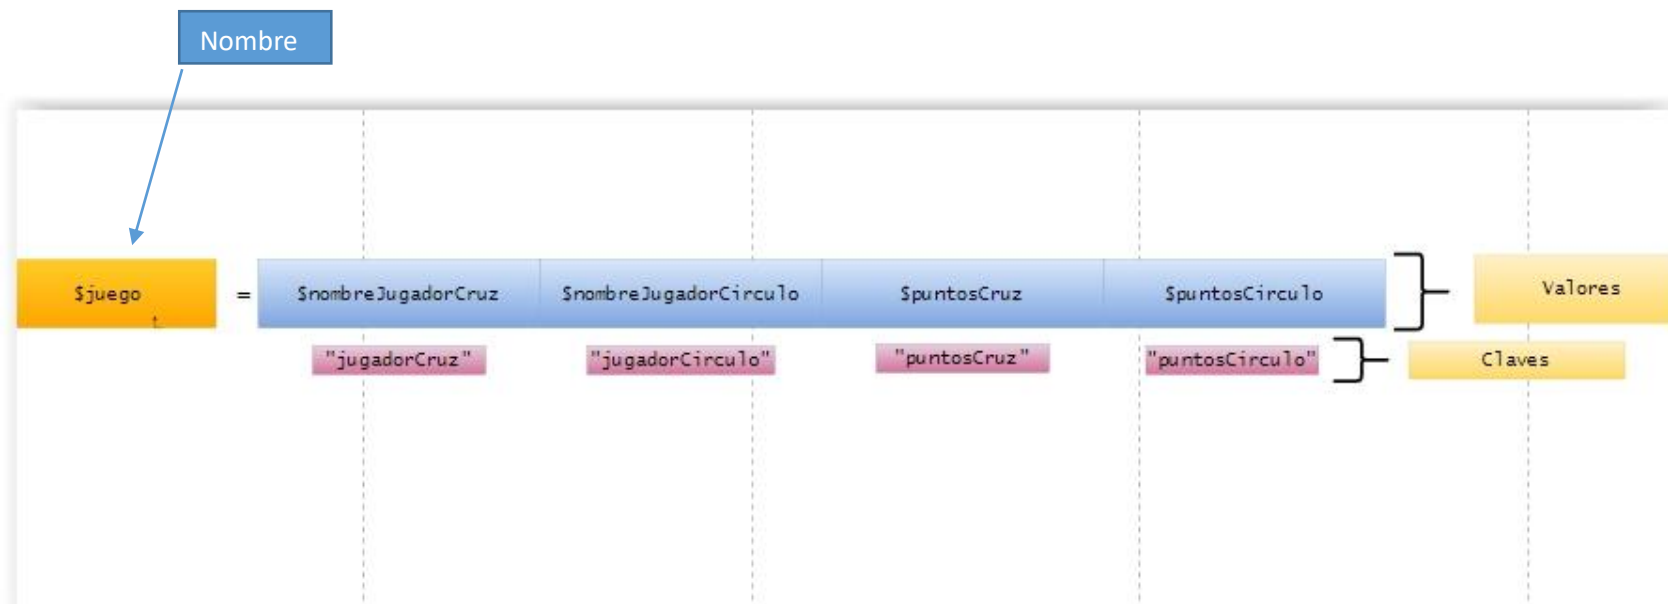 Nombre
$juego = $nombreJugadorCruz $nombreJugadorCirculo $puntosCruz $puntosCirculo Valores
"jugadorCruz" "jugadorCirculo" "puntosCruz" "puntosCirculo" Claves